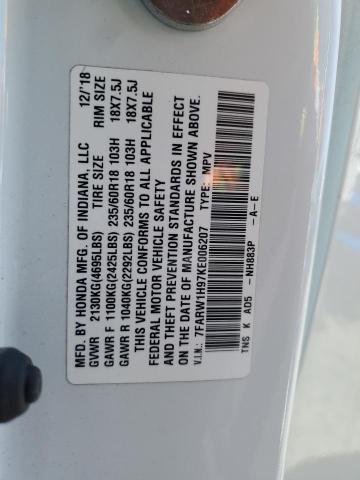 MFD. BY HONDA MFG. OF INDIANA, LLC 12/'18
GVWR 2130KG(4695LBS) TIRE SIZE RIM SIZE
GAWR F 1100KG(2425LBS) 235/60R18 103H 18X7.5J
GAWR R 1040KG(2292LBS) 235/60R18 103H 18X7.5J
THIS VEHICLE CONFORMS TO ALL APPLICABLE
FEDERAL MOTOR VEHICLE SAFETY
AND THEFT PREVENTION STANDARDS IN EFFECT
ON THE DATE OF MANUFACTURE SHOWN ABOVE.
V.I.N.: 7FARW1H97KE006207 TYPE: MPV
TNS K A05 -NH883P -A-E